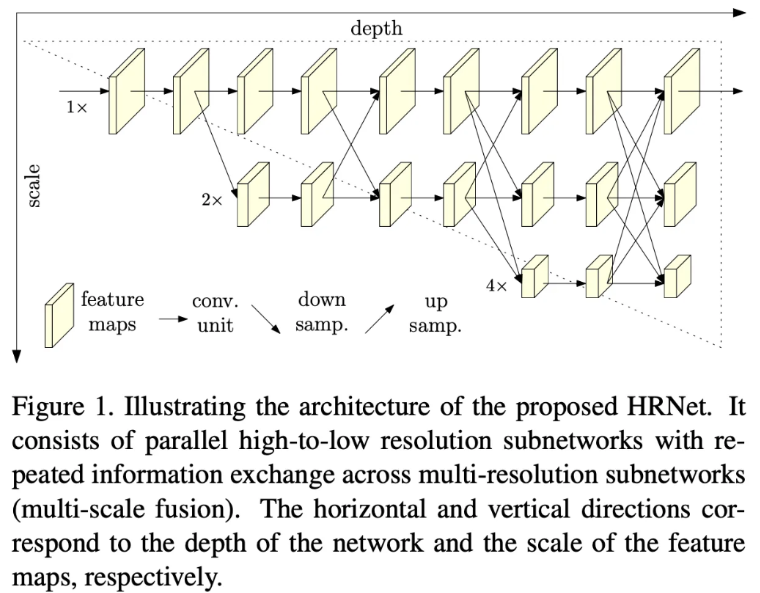 depth
scale
1×
2×
4×
feature
maps
conv.
unit
down
samp.
up
samp.
Figure 1. Illustrating the architecture of the proposed HRNet. It
consists of parallel high-to-low resolution subnetworks with re-
peated information exchange across multi-resolution subnetworks
(multi-scale fusion). The horizontal and vertical directions cor-
respond to the depth of the network and the scale of the feature
maps, respectively.